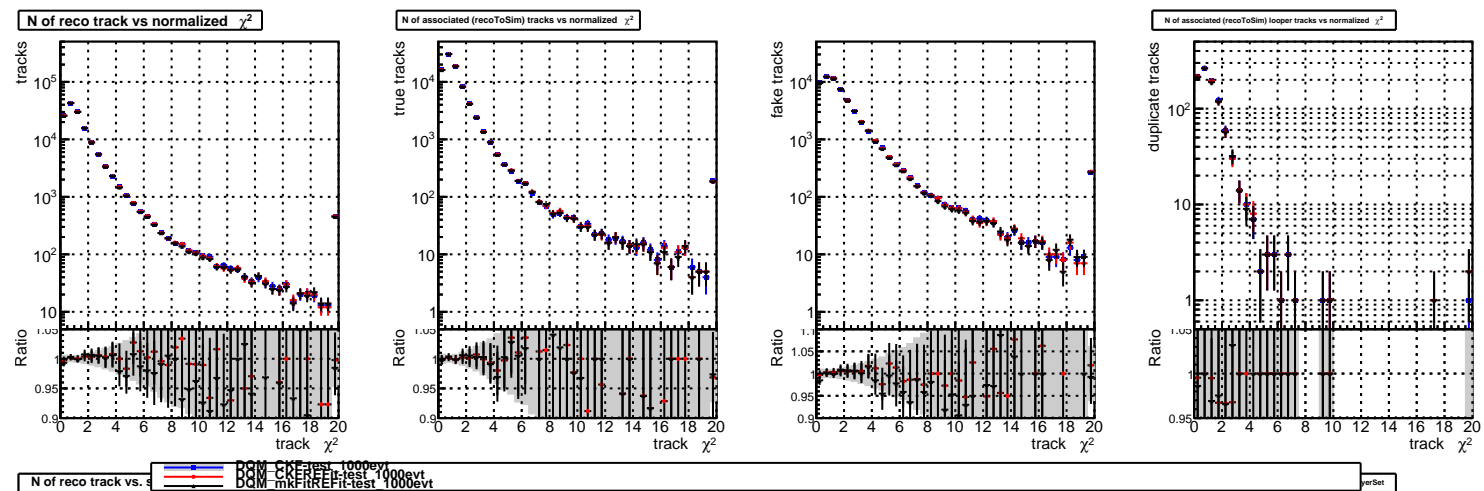 N of reco track vs normalized χ²
N of associated (recoToSim) tracks vs normalized χ²
N of associated (recoToSim) looper tracks vs normalized χ²
tracks
10⁵
10⁴
10³
10²
10
Ratio
1.05
1
0.95
0.9
0 2 4 6 8 10 12 14 16 18 20
track χ²
true tracks
10⁴
10³
10²
10
1
Ratio
1.05
1
0.95
0.9
0 2 4 6 8 10 12 14 16 18 20
track χ²
fake tracks
10⁴
10³
10²
10
1
Ratio
1.1
1.05
1
0.95
0.9
0 2 4 6 8 10 12 14 16 18 20
track χ²
duplicate tracks
10²
10
1
Ratio
1.05
1
0.95
0 2 4 6 8 10 12 14 16 18 20
track χ²
N of reco track vs. s
DQM_CKF-test_1000evt
DQM_CKFREFit-test_1000evt
DQM_mkFitREFit-test_1000evt
yerSet